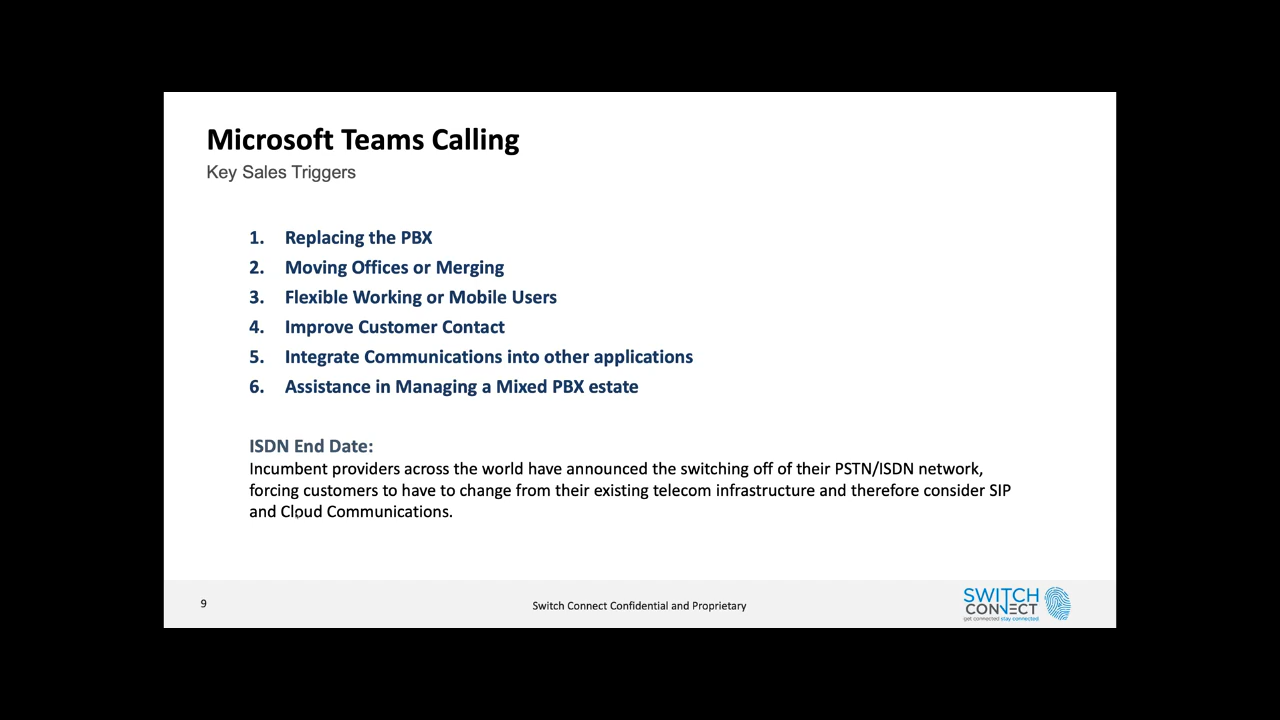 Microsoft Teams Calling
Key Sales Triggers
1. Replacing the PBX
2. Moving Offices or Merging
3. Flexible Working or Mobile Users
4. Improve Customer Contact
5. Integrate Communications into other applications
6. Assistance in Managing a Mixed PBX estate
ISDN End Date:
Incumbent providers across the world have announced the switching off of their PSTN/ISDN network,
forcing customers to have to change from their existing telecom infrastructure and therefore consider SIP
and Cloud Communications.
9
Switch Connect Confidential and Proprietary
SWITCH
CONNECT
get connected stay connected